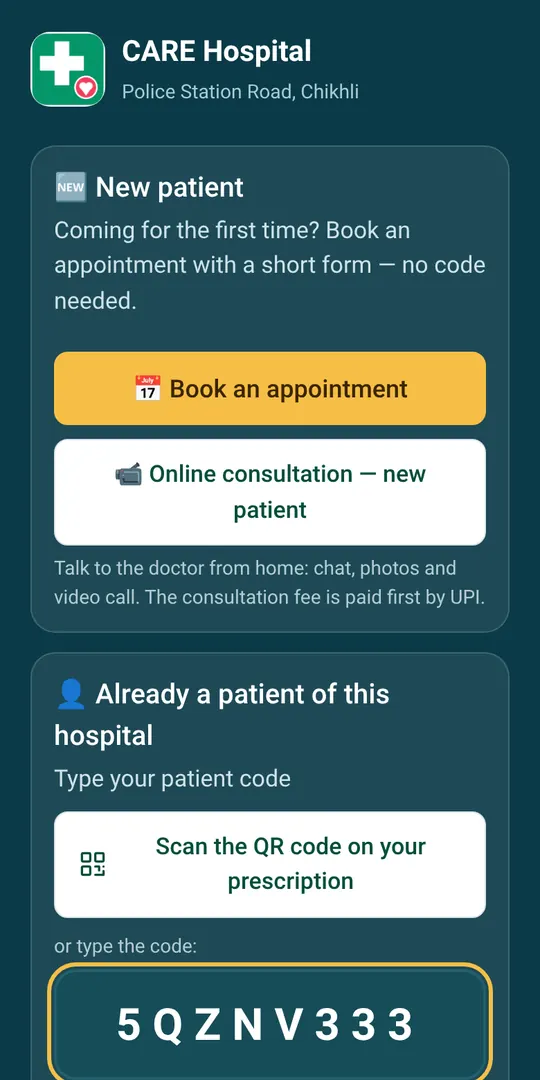 CARE Hospital
Police Station Road, Chikhli
🆕 New patient
Coming for the first time? Book an
appointment with a short form — no code
needed.
📅 Book an appointment
📹 Online consultation — new
patient
Talk to the doctor from home: chat, photos and
video call. The consultation fee is paid first by UPI.
👤 Already a patient of this
hospital
Type your patient code
Scan the QR code on your
prescription
or type the code:
5QZNV333